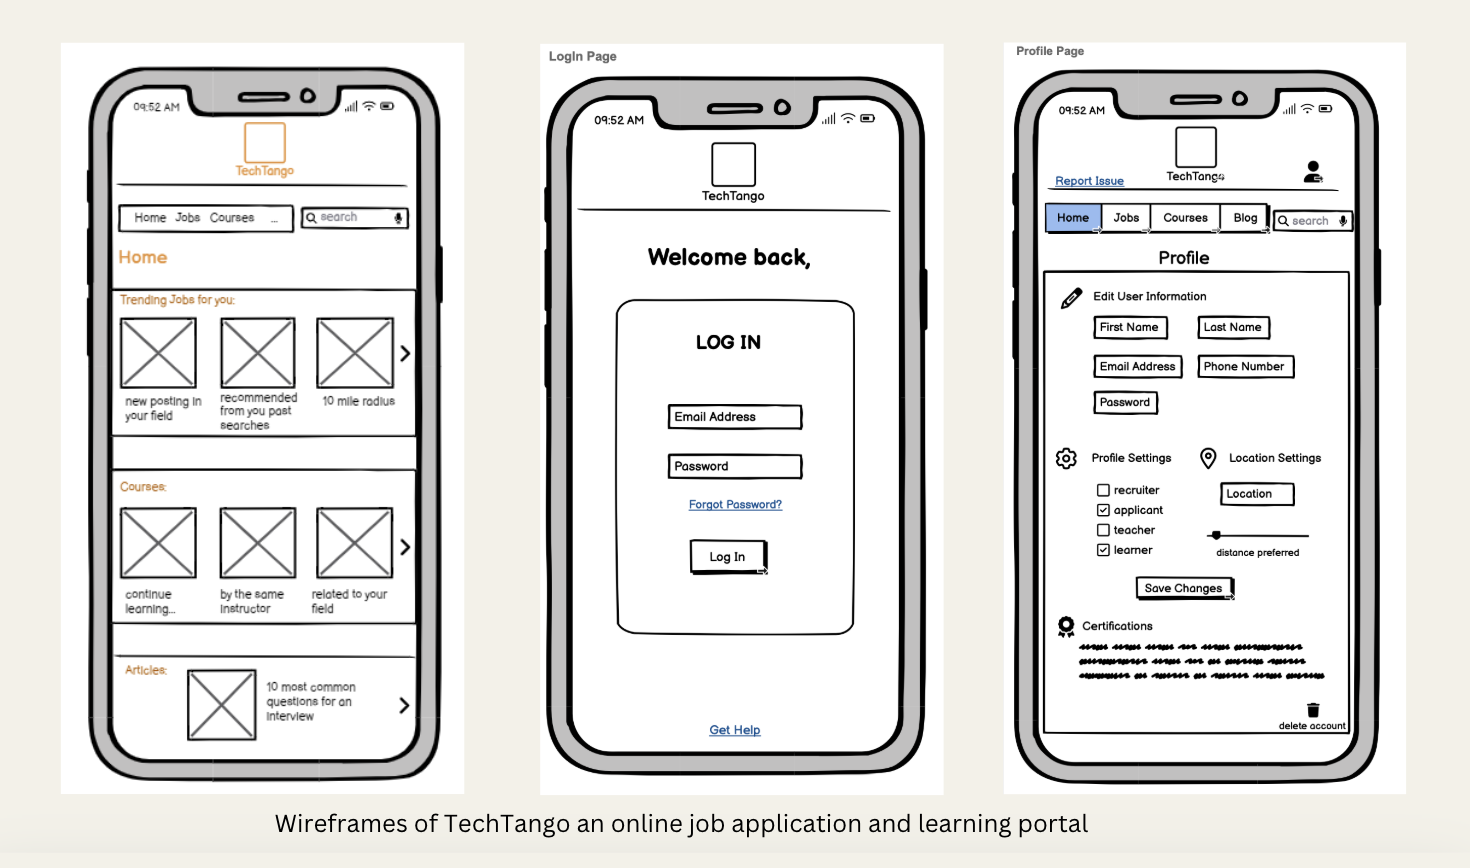 09:52 AM
TechTango
Home Jobs Courses ...
search
Home
Trending Jobs for you:
new posting in
your field
recommended
from you past
searches
10 mile radius
Courses:
continue
learning...
by the same
instructor
related to your
field
Articles:
10 most common
questions for an
interview
LogIn Page
09:52 AM
TechTango
Welcome back,
LOG IN
Email Address
Password
Forgot Password?
Log In
Get Help
Profile Page
09:52 AM
TechTango
Report Issue
Home Jobs Courses Blog
search
Profile
Edit User Information
First Name Last Name
Email Address Phone Number
Password
Profile Settings
recruiter
applicant
teacher
learner
Location Settings
Location
distance preferred
Save Changes
Certifications
delete account
Wireframes of TechTango an online job application and learning portal